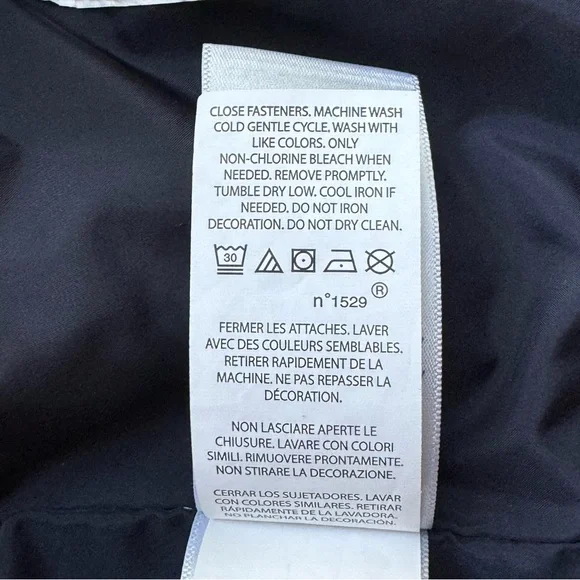 CLOSE FASTENERS. MACHINE WASH
COLD GENTLE CYCLE. WASH WITH
LIKE COLORS. ONLY
NON-CHLORINE BLEACH WHEN
NEEDED. REMOVE PROMPTLY.
TUMBLE DRY LOW. COOL IRON IF
NEEDED. DO NOT IRON
DECORATION. DO NOT DRY CLEAN.
30
n°1529 ®
FERMER LES ATTACHES. LAVER
AVEC DES COULEURS SEMBLABLES.
RETIRER RAPIDEMENT DE LA
MACHINE. NE PAS REPASSER LA
DÉCORATION.
NON LASCIARE APERTE LE
CHIUSURE. LAVARE CON COLORI
SIMILI. RIMUOVERE PRONTAMENTE.
NON STIRARE LA DECORAZIONE.
CERRAR LOS SUJETADORES. LAVAR
CON COLORES SIMILARES. RETIRAR
RÁPIDAMENTE DE LA LAVADORA.
NO PLANCHAR LA DECORACIÓN.